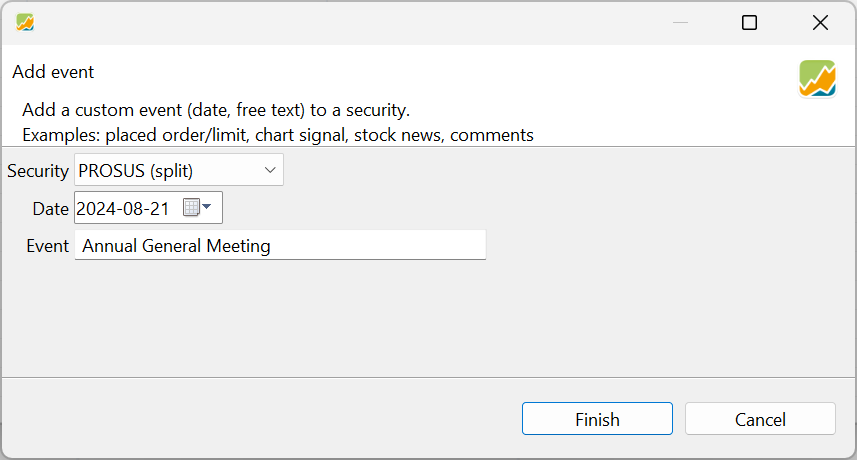 Add event
Add a custom event (date, free text) to a security.
Examples: placed order/limit, chart signal, stock news, comments
Security PROSUS (split)
Date 2024-08-21
Event Annual General Meeting
Finish Cancel